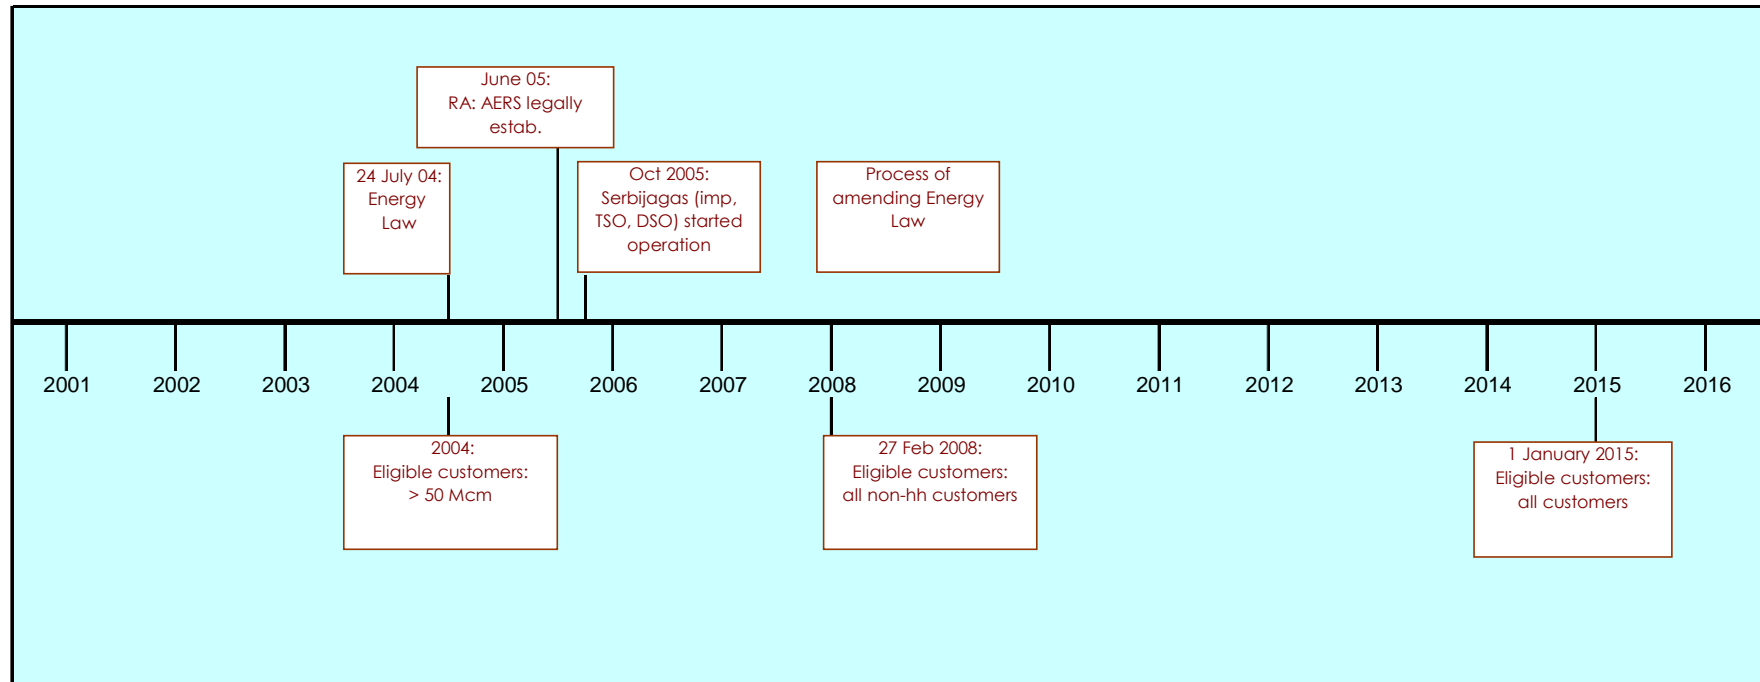 June 05:
RA: AERS legally
estab.
24 July 04:
Energy
Law
Oct 2005:
Serbijagas (imp,
TSO, DSO) started
operation
Process of
amending Energy
Law
2001 2002 2003 2004 2005 2006 2007 2008 2009 2010 2011 2012 2013 2014 2015 2016
2004:
Eligible customers:
> 50 Mcm
27 Feb 2008:
Eligible customers:
all non-hh customers
1 January 2015:
Eligible customers:
all customers